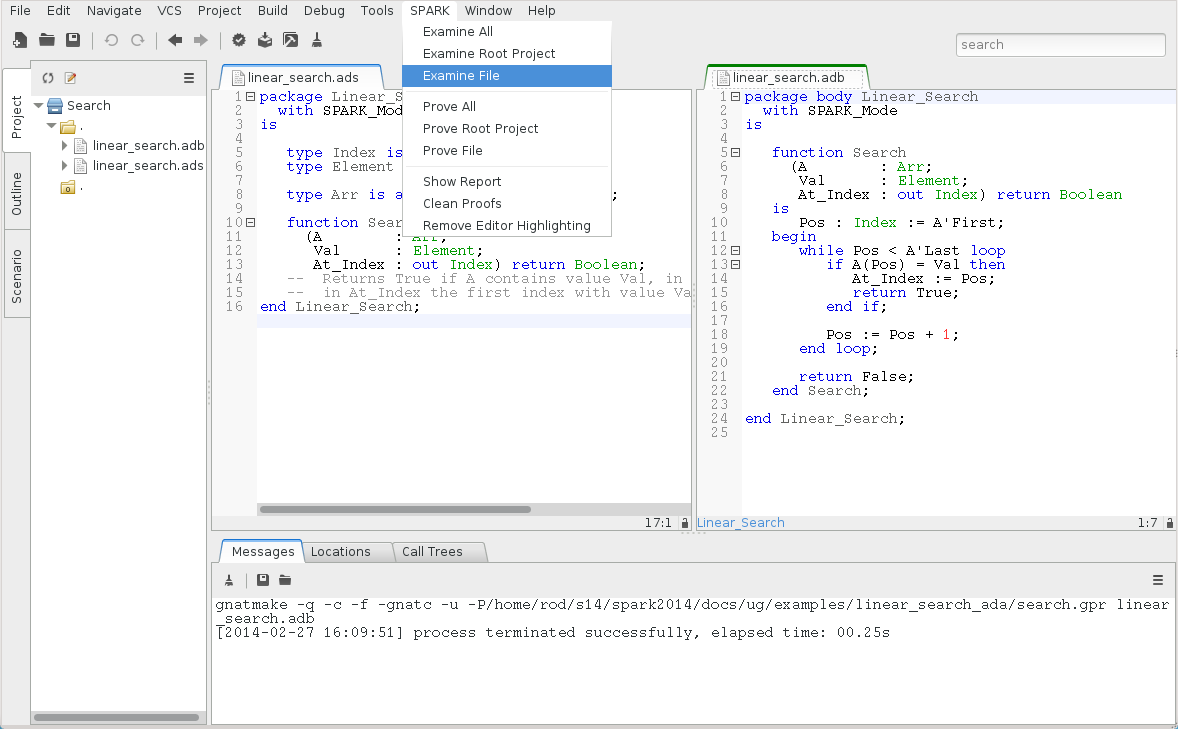 File Edit Navigate VCS Project Build Debug Tools SPARK Window Help
search
Examine All
Examine Root Project
Examine File
Prove All
Prove Root Project
Prove File
Show Report
Clean Proofs
Remove Editor Highlighting
Project
Outline
Scenario
Search
.
linear_search.adb
linear_search.ads
.
linear_search.ads
1 package Linear_S
2 with SPARK_Mod
3 is
4
5 type Index is
6 type Element
7
8 type Arr is a ;
9
10 function Sear
11 (A : Arr;
12 Val : Element;
13 At_Index : out Index) return Boolean;
14 -- Returns True if A contains value Val, in
15 -- in At_Index the first index with value Va
16 end Linear_Search;
17:1
linear_search.adb
1 package body Linear_Search
2 with SPARK_Mode
3 is
4
5 function Search
6 (A : Arr;
7 Val : Element;
8 At_Index : out Index) return Boolean
9 is
10 Pos : Index := A'First;
11 begin
12 while Pos < A'Last loop
13 if A(Pos) = Val then
14 At_Index := Pos;
15 return True;
16 end if;
17
18 Pos := Pos + 1;
19 end loop;
20
21 return False;
22 end Search;
23
24 end Linear_Search;
25
Linear_Search 1:7
Messages Locations Call Trees
gnatmake -q -c -f -gnatc -u -P/home/rod/s14/spark2014/docs/ug/examples/linear_search_ada/search.gpr linear
_search.adb
[2014-02-27 16:09:51] process terminated successfully, elapsed time: 00.25s